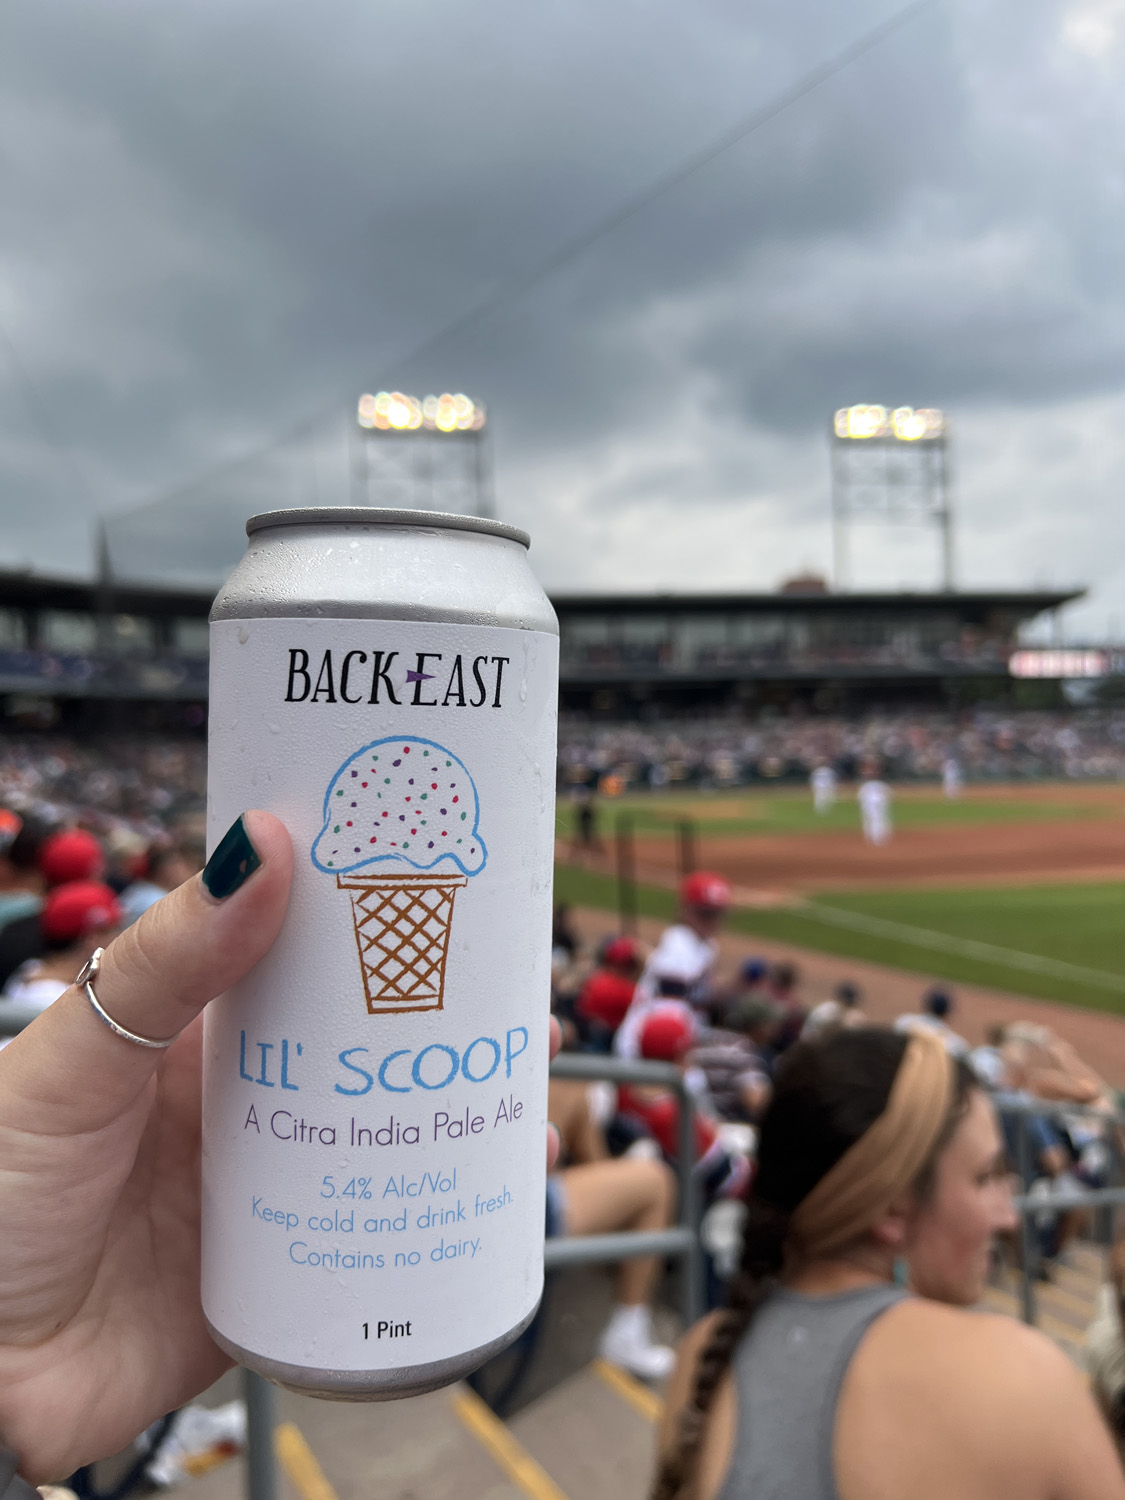 BACK EAST
LIL' SCOOP
A Citra India Pale Ale
5.4% Alc/Vol
Keep cold and drink fresh.
Contains no dairy.
1 Pint